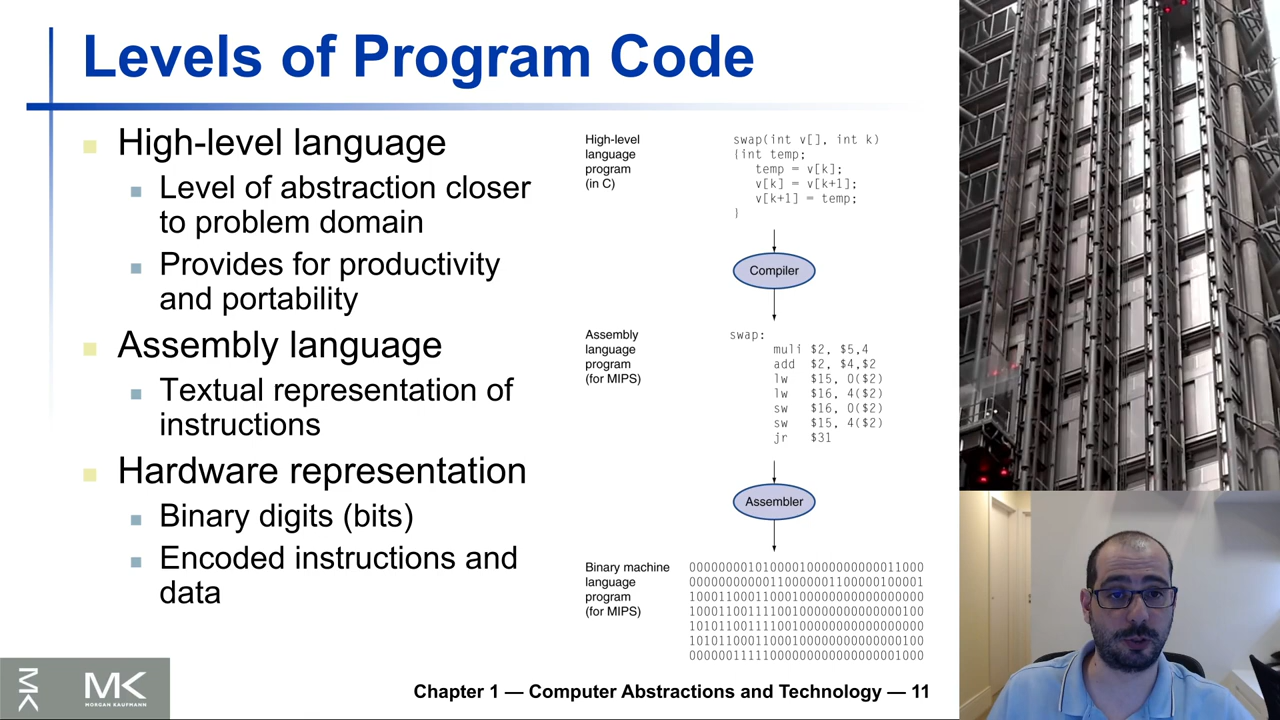 Levels of Program Code
High-level language
Level of abstraction closer
to problem domain
Provides for productivity
and portability
Assembly language
Textual representation of
instructions
Hardware representation
Binary digits (bits)
Encoded instructions and
data
High-level
language
program
(in C)
swap(int v[], int k)
{int temp;
temp = v[k];
v[k] = v[k+1];
v[k+1] = temp;
}
Compiler
Assembly
language
program
(for MIPS)
swap:
muli $2, $5,4
add $2, $4,$2
lw $15, 0($2)
lw $16, 4($2)
sw $16, 0($2)
sw $15, 4($2)
jr $31
Assembler
Binary machine
language
program
(for MIPS)
00000000101000010000000000011000
00000000000110000001100000100001
10001100011000100000000000000000
10001100111100100000000000000100
10101100111100100000000000000000
10101100011000100000000000000100
00000011111000000000000000001000
MK
MK
MORGAN KAUFMANN
Chapter 1 — Computer Abstractions and Technology — 11